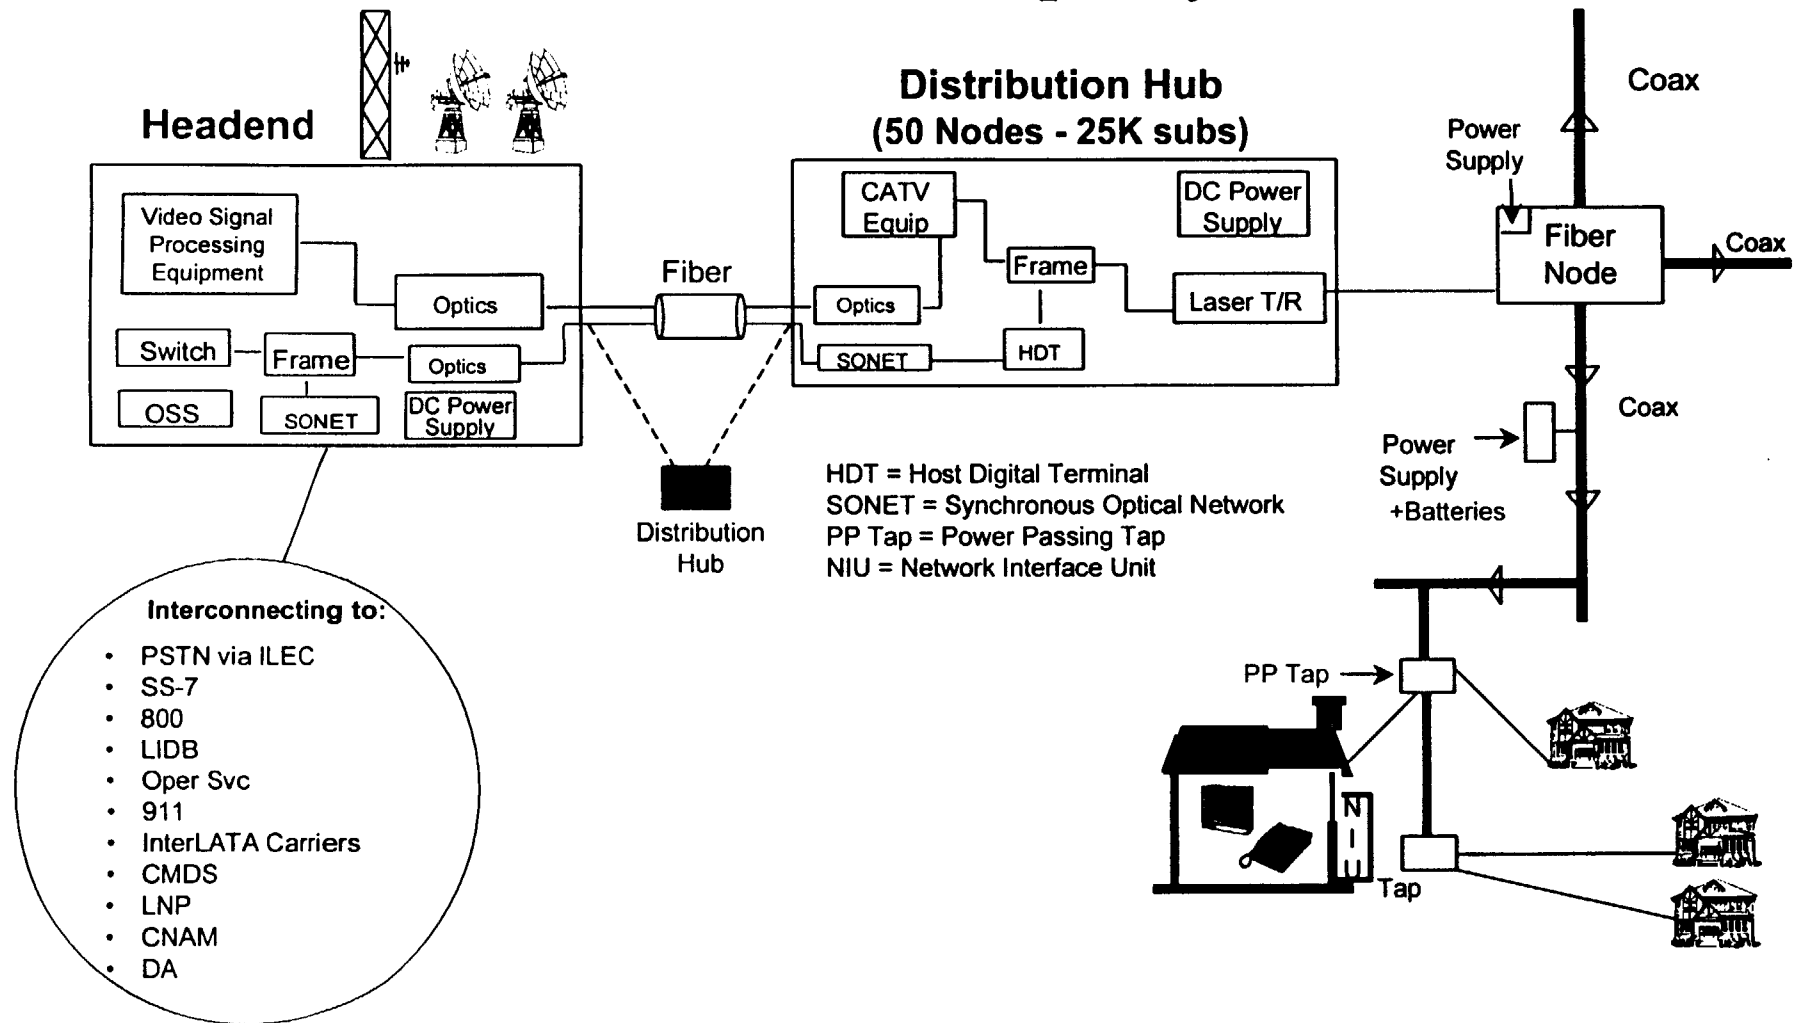 Headend
Video Signal
Processing
Equipment
Optics
Switch
Frame
Optics
OSS
SONET
DC Power
Supply
Fiber
Distribution
Hub
Distribution Hub
(50 Nodes - 25K subs)
CATV
Equip
DC Power
Supply
Frame
Optics
Laser T/R
SONET
HDT
Coax
Power
Supply
Fiber
Node
Coax
Coax
Power
Supply
+Batteries
HDT = Host Digital Terminal
SONET = Synchronous Optical Network
PP Tap = Power Passing Tap
NIU = Network Interface Unit
Interconnecting to:
• PSTN via ILEC
• SS-7
• 800
• LIDB
• Oper Svc
• 911
• InterLATA Carriers
• CMDS
• LNP
• CNAM
• DA
PP Tap
NIU
Tap